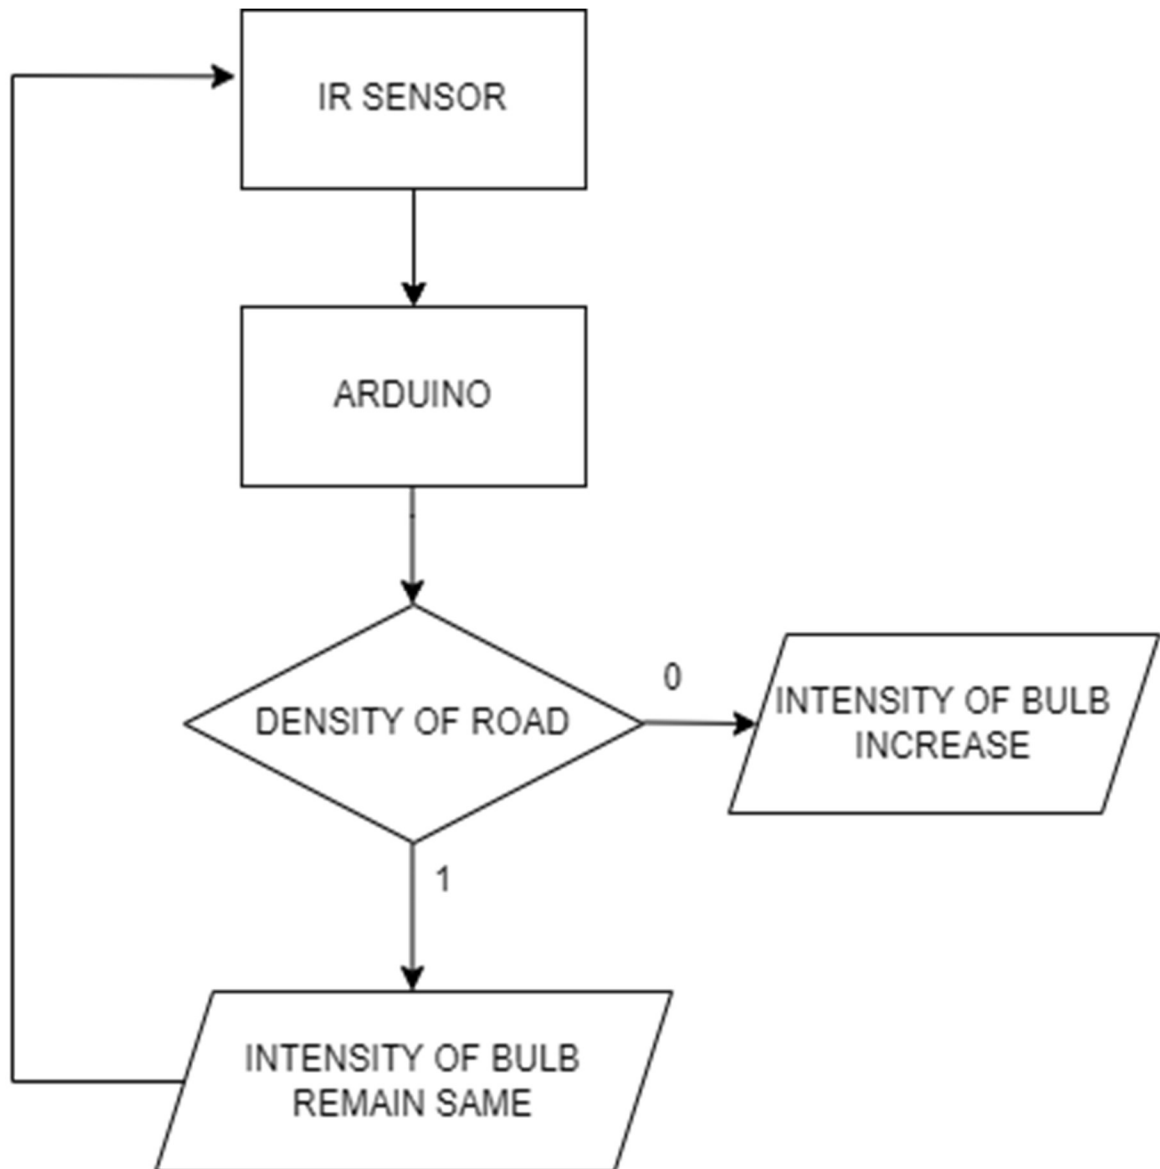 IR SENSOR
ARDUINO
DENSITY OF ROAD
0
INTENSITY OF BULB
INCREASE
1
INTENSITY OF BULB
REMAIN SAME